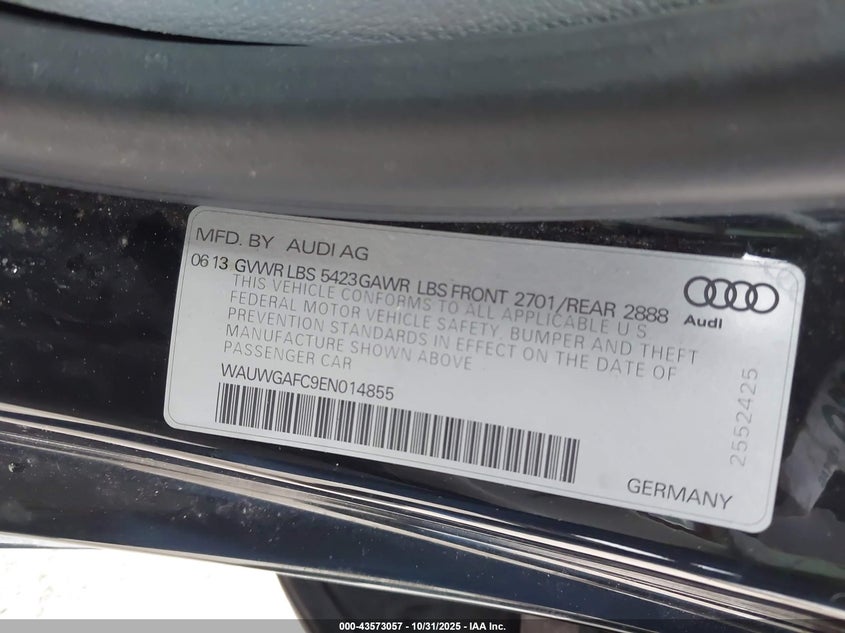 MFD. BY AUDI AG
06 13 GVWR LBS 5423 GAWR LBS FRONT 2701/REAR 2888
THIS VEHICLE CONFORMS TO ALL APPLICABLE U S
FEDERAL MOTOR VEHICLE SAFETY, BUMPER AND THEFT
PREVENTION STANDARDS IN EFFECT ON THE DATE OF
MANUFACTURE SHOWN ABOVE
PASSENGER CAR
WAUWGAFC9EN014855
Audi
2552425
GERMANY
000-43573057 - 10/31/2025 - IAA Inc.